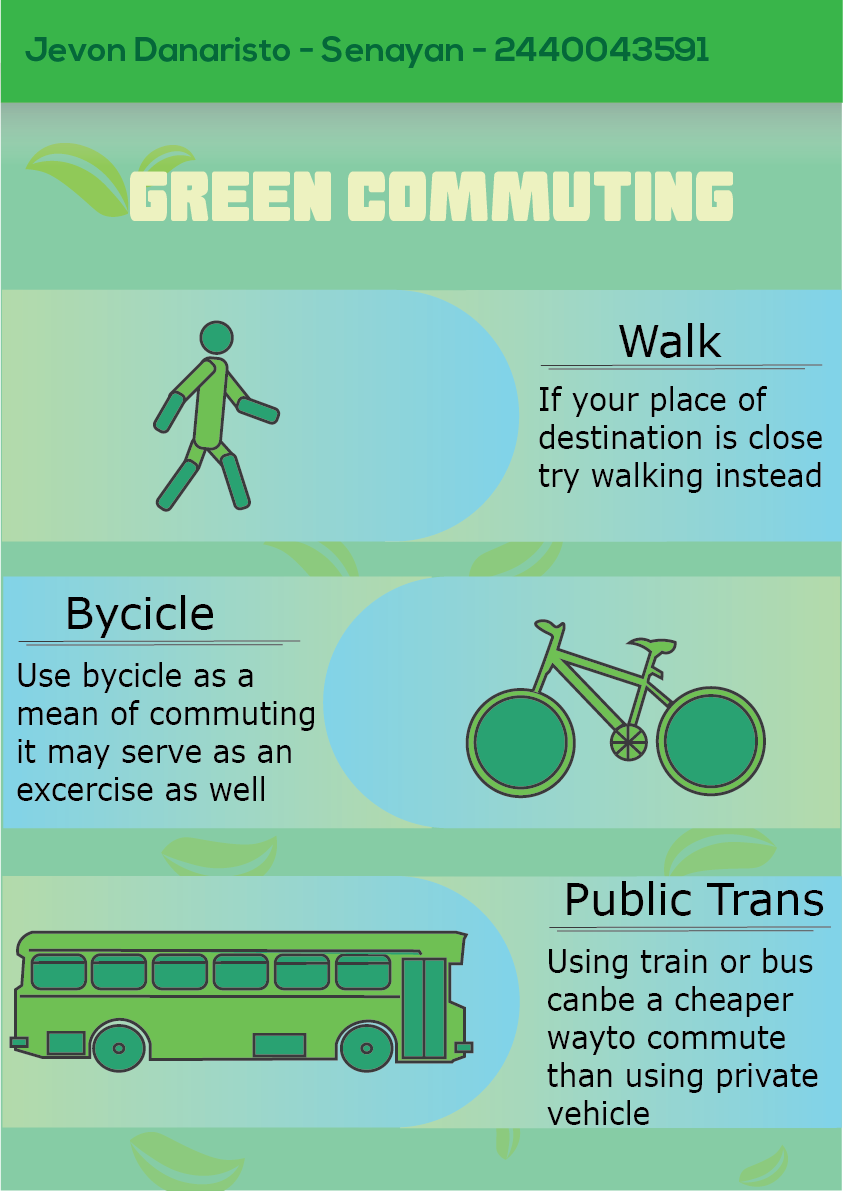 Jevon Danaristo - Senayan - 2440043591
GREEN COMMUTING
Walk
If your place of
destination is close
try walking instead
Bycicle
Use bycicle as a
mean of commuting
it may serve as an
excercise as well
Public Trans
Using train or bus
canbe a cheaper
wayto commute
than using private
vehicle